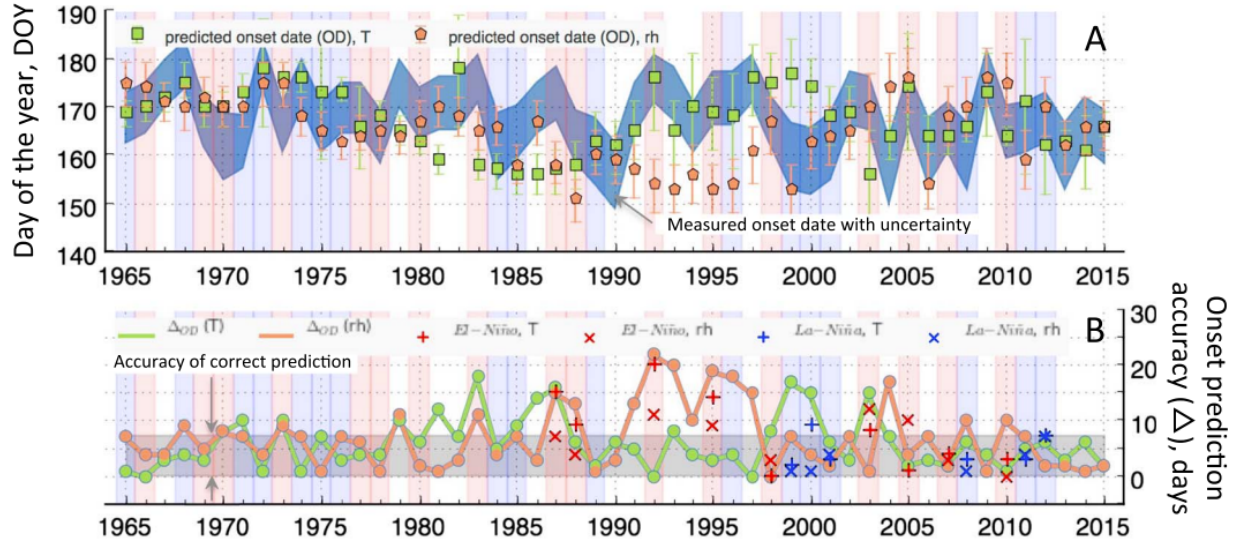 190
180
170
160
150
140
Day of the year, DOY
predicted onset date (OD), T
predicted onset date (OD), rh
A
Measured onset date with uncertainty
1965 1970 1975 1980 1985 1990 1995 2000 2005 2010 2015
Δ_OD (T)
Δ_OD (rh)
El-Niño, T
El-Niño, rh
La-Niña, T
La-Niña, rh
B
Accuracy of correct prediction
30
20
10
0
Onset prediction
accuracy (Δ), days
1965 1970 1975 1980 1985 1990 1995 2000 2005 2010 2015